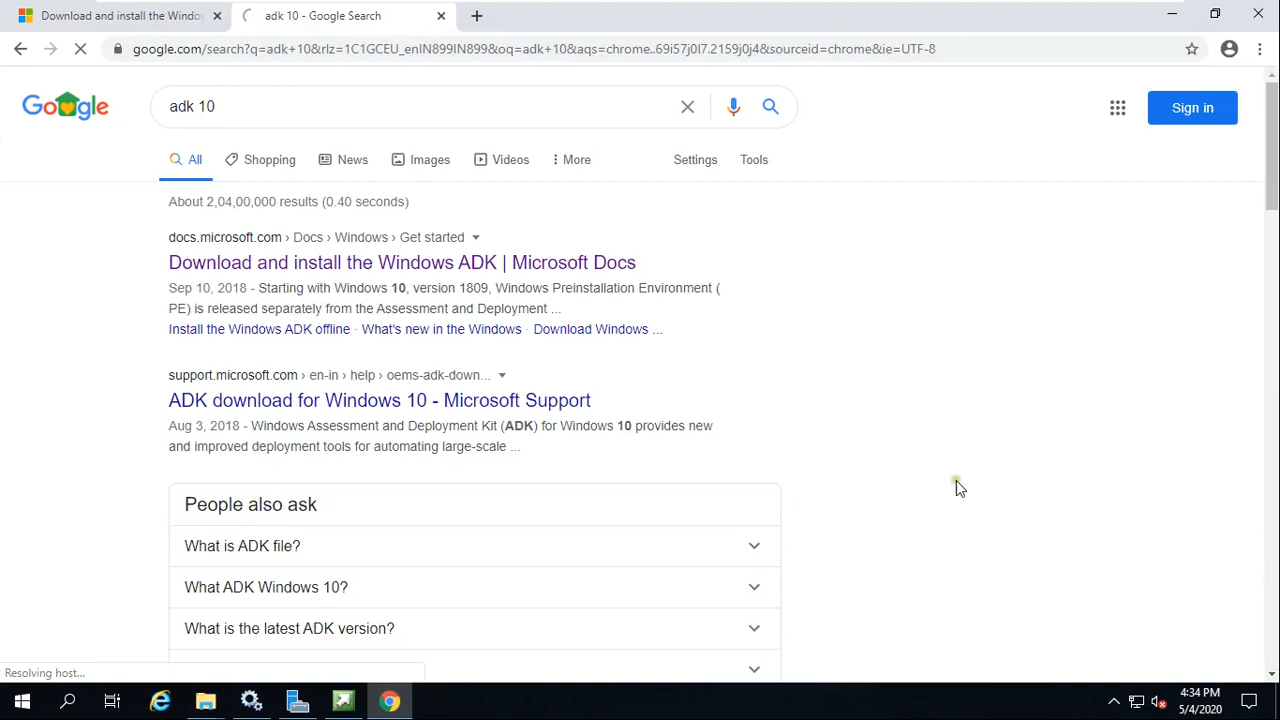 Download and install the Windo
adk 10 - Google Search
google.com/search?q=adk+10&rlz=1C1GCEU_enIN899IN899&oq=adk+10&aqs=chrome..69i57j0l7.2159j0j4&sourceid=chrome&ie=UTF-8
Google
adk 10
Sign in
All
Shopping
News
Images
Videos
More
Settings
Tools
About 2,04,00,000 results (0.40 seconds)
docs.microsoft.com › Docs › Windows › Get started
Download and install the Windows ADK | Microsoft Docs
Sep 10, 2018 - Starting with Windows 10, version 1809, Windows Preinstallation Environment (
PE) is released separately from the Assessment and Deployment ...
Install the Windows ADK offline · What's new in the Windows · Download Windows ...
support.microsoft.com › en-in › help › oems-adk-down...
ADK download for Windows 10 - Microsoft Support
Aug 3, 2018 - Windows Assessment and Deployment Kit (ADK) for Windows 10 provides new
and improved deployment tools for automating large-scale ...
People also ask
What is ADK file?
What ADK Windows 10?
What is the latest ADK version?
Resolving host...
4:34 PM
5/4/2020